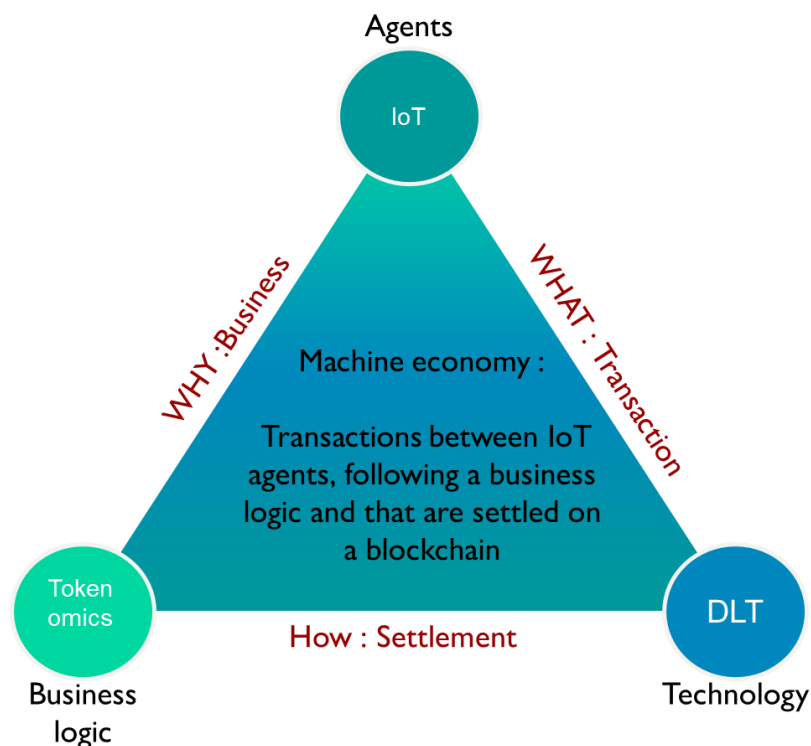 Agents
IoT
WHY :Business
WHAT : Transaction
Machine economy :
Transactions between IoT
agents, following a business
logic and that are settled on
a blockchain
Token
omics
DLT
How : Settlement
Business
logic
Technology